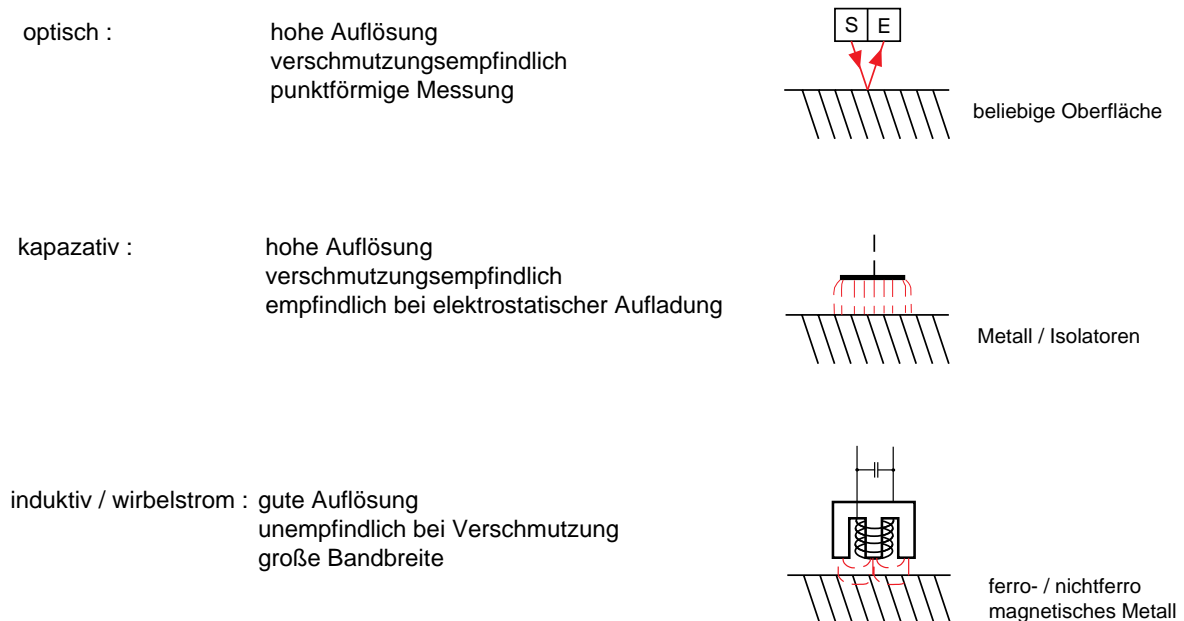 optisch : hohe Auflösung
verschmutzungsempfindlich
punktförmige Messung
S E
beliebige Oberfläche
kapazativ : hohe Auflösung
verschmutzungsempfindlich
empfindlich bei elektrostatischer Aufladung
Metall / Isolatoren
induktiv / wirbelstrom : gute Auflösung
unempfindlich bei Verschmutzung
große Bandbreite
ferro- / nichtferro
magnetisches Metall